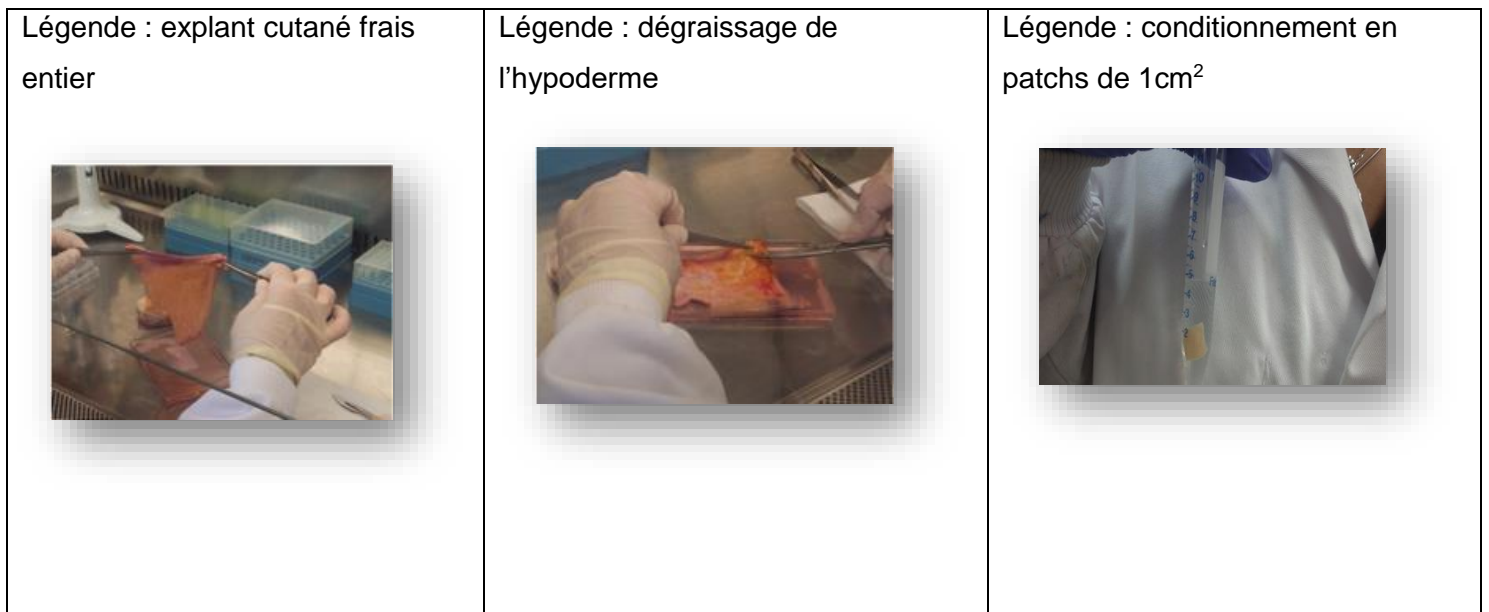 Légende : explant cutané frais
entier
Légende : dégraissage de
l’hypoderme
Légende : conditionnement en
patchs de 1cm²